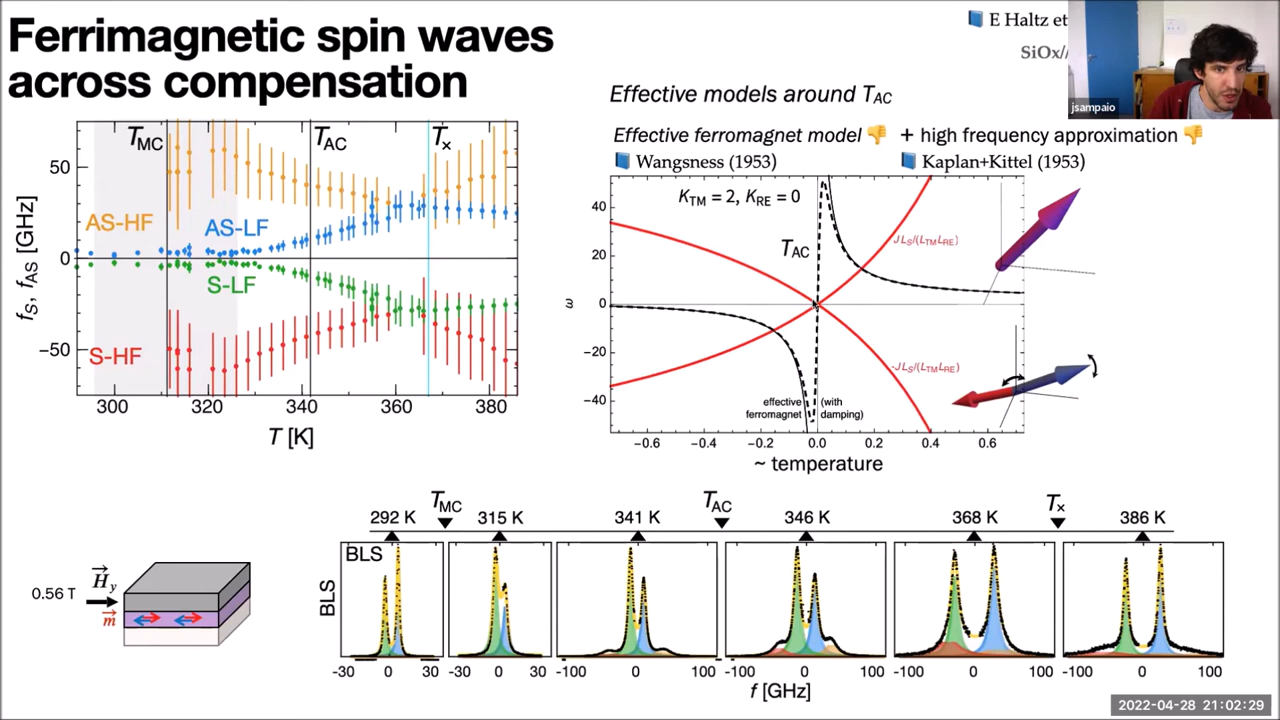 Ferrimagnetic spin waves
across compensation
E Haltz et
SiOx//
jsampaio
Effective models around TAC
Effective ferromagnet model 👎 + high frequency approximation 👎
Wangsness (1953)
Kaplan+Kittel (1953)
TMC
TAC
T×
50
0
−50
fS, fAS [GHz]
AS-HF
AS-LF
S-LF
S-HF
300 320 340 360 380
T [K]
KTM = 2, KRE = 0
TAC
JLS/(LTMLRE)
-JLS/(LTMLRE)
40
20
0
−20
−40
ω
effective
ferromagnet
(with
damping)
−0.6 −0.4 −0.2 0.0 0.2 0.4 0.6
~ temperature
TMC
TAC
T×
292 K 315 K 341 K 346 K 368 K 386 K
BLS
BLS
-30 0 30 -30 0 30 -100 0 100 -100 0 100 -100 0 100 -100 0 100
f [GHz]
0.56 T
Hy
m
2022-04-28 21:02:29